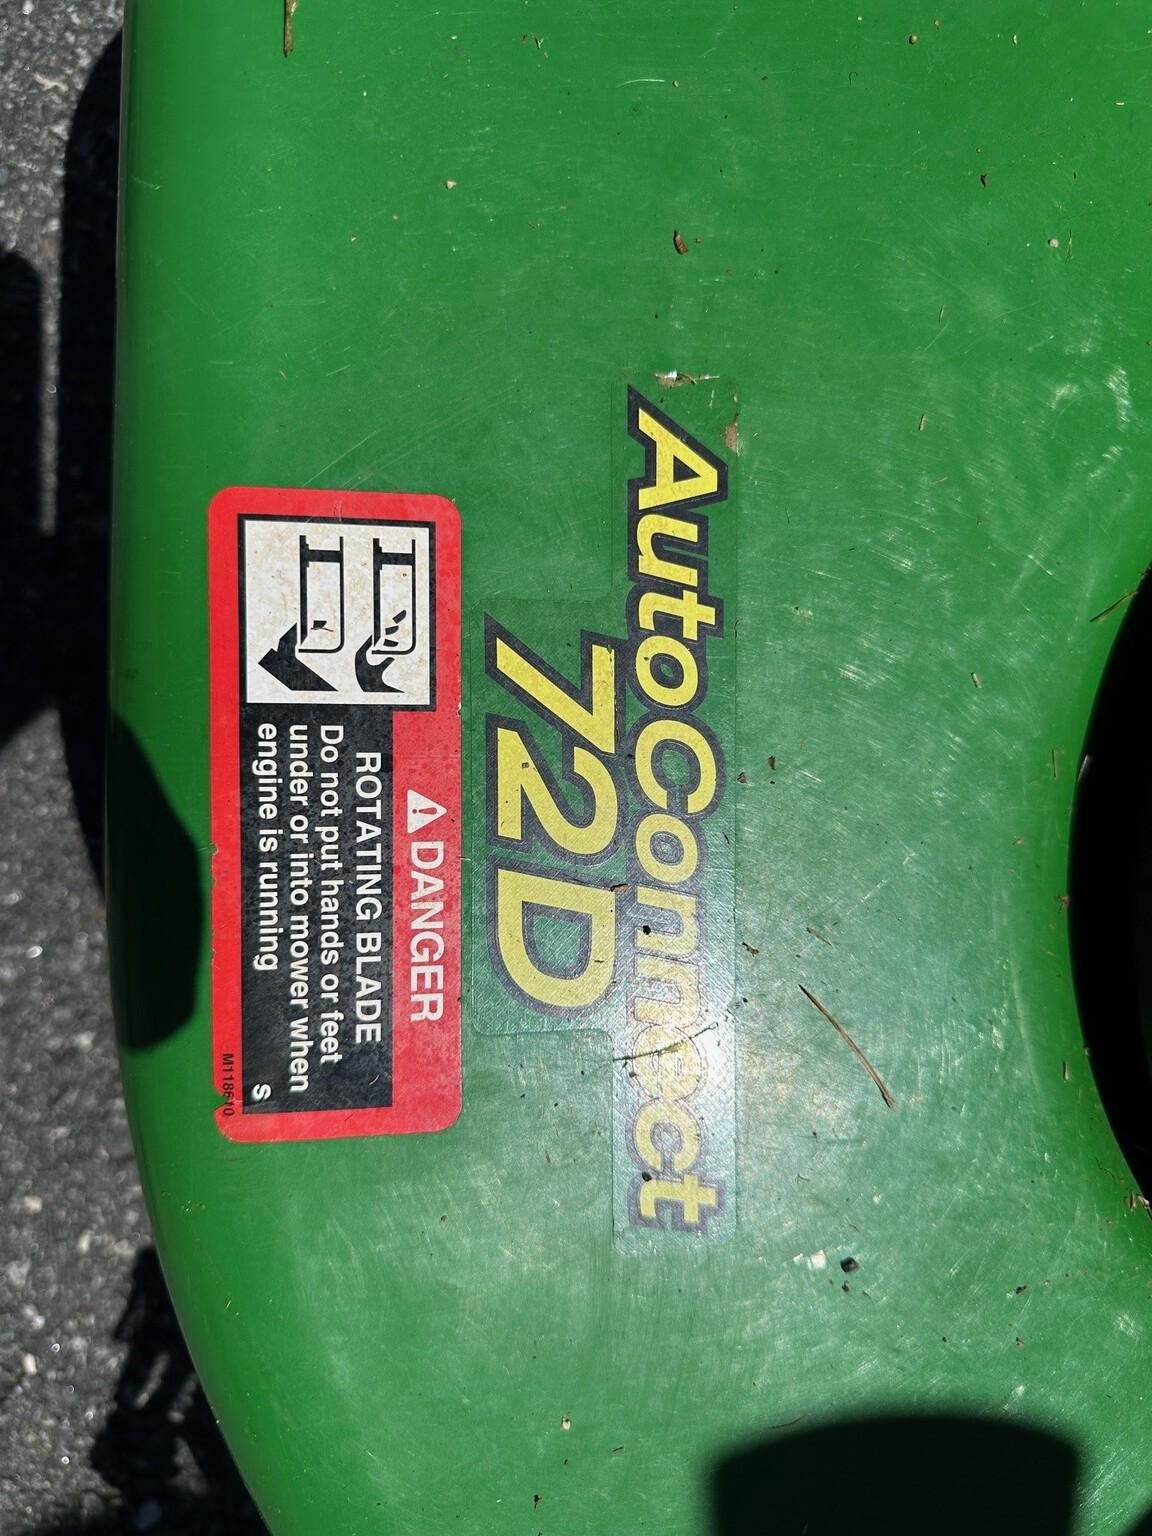 AutoConnect
72D
DANGER
ROTATING BLADE
Do not put hands or feet
under or into mower when
engine is running
S